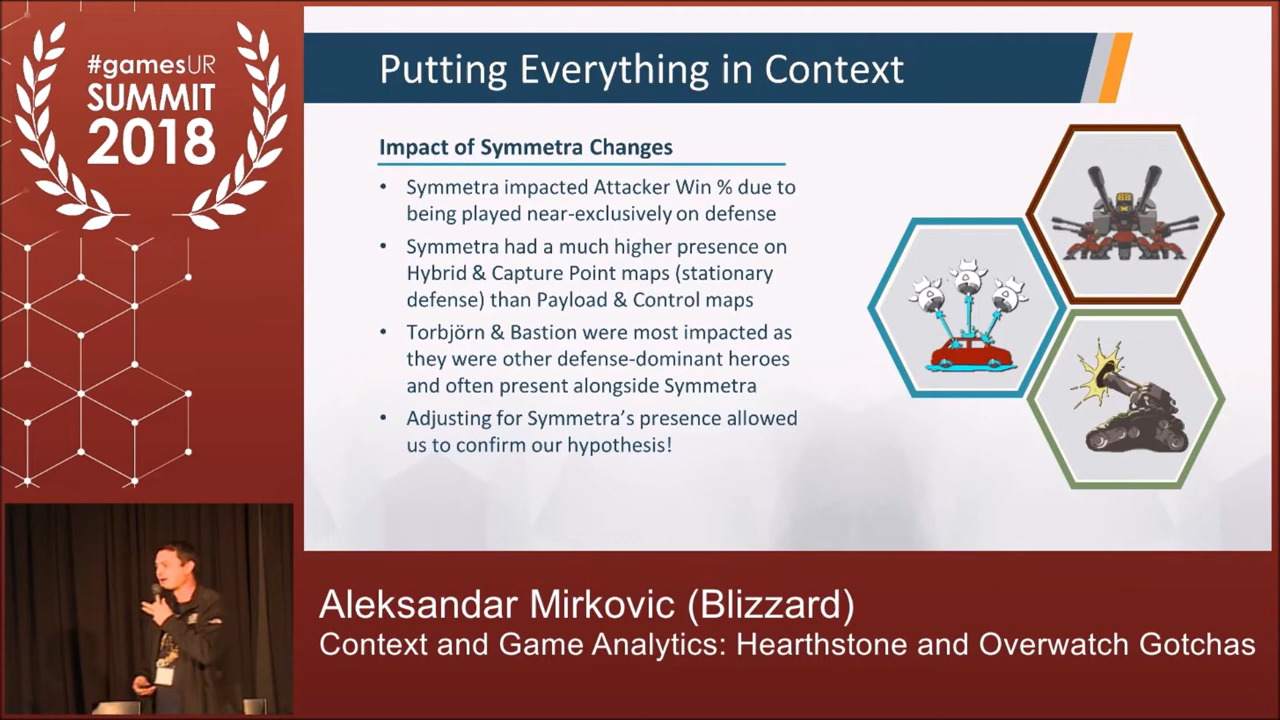 #gamesUR
SUMMIT
2018
Putting Everything in Context
Impact of Symmetra Changes
• Symmetra impacted Attacker Win % due to
being played near-exclusively on defense
• Symmetra had a much higher presence on
Hybrid & Capture Point maps (stationary
defense) than Payload & Control maps
• Torbjörn & Bastion were most impacted as
they were other defense-dominant heroes
and often present alongside Symmetra
• Adjusting for Symmetra's presence allowed
us to confirm our hypothesis!
Aleksandar Mirkovic (Blizzard)
Context and Game Analytics: Hearthstone and Overwatch Gotchas